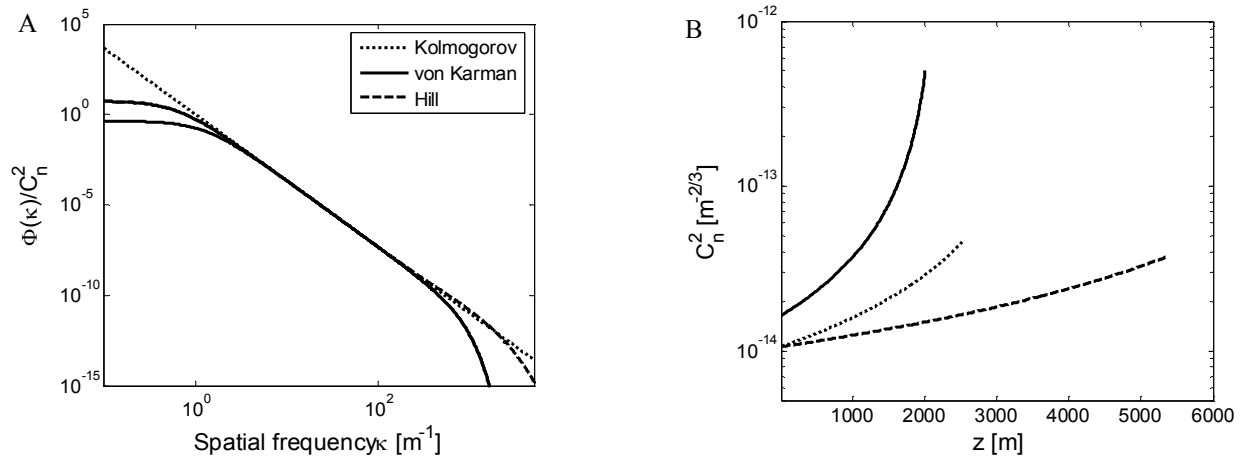 A
10^5
10^0
10^-5
10^-10
10^-15
Φ(κ)/C_n^2
Kolmogorov
von Karman
Hill
10^0
10^2
Spatial frequencyκ [m^-1]
B
10^-12
10^-13
10^-14
C_n^2 [m^-2/3]
1000 2000 3000 4000 5000 6000
z [m]